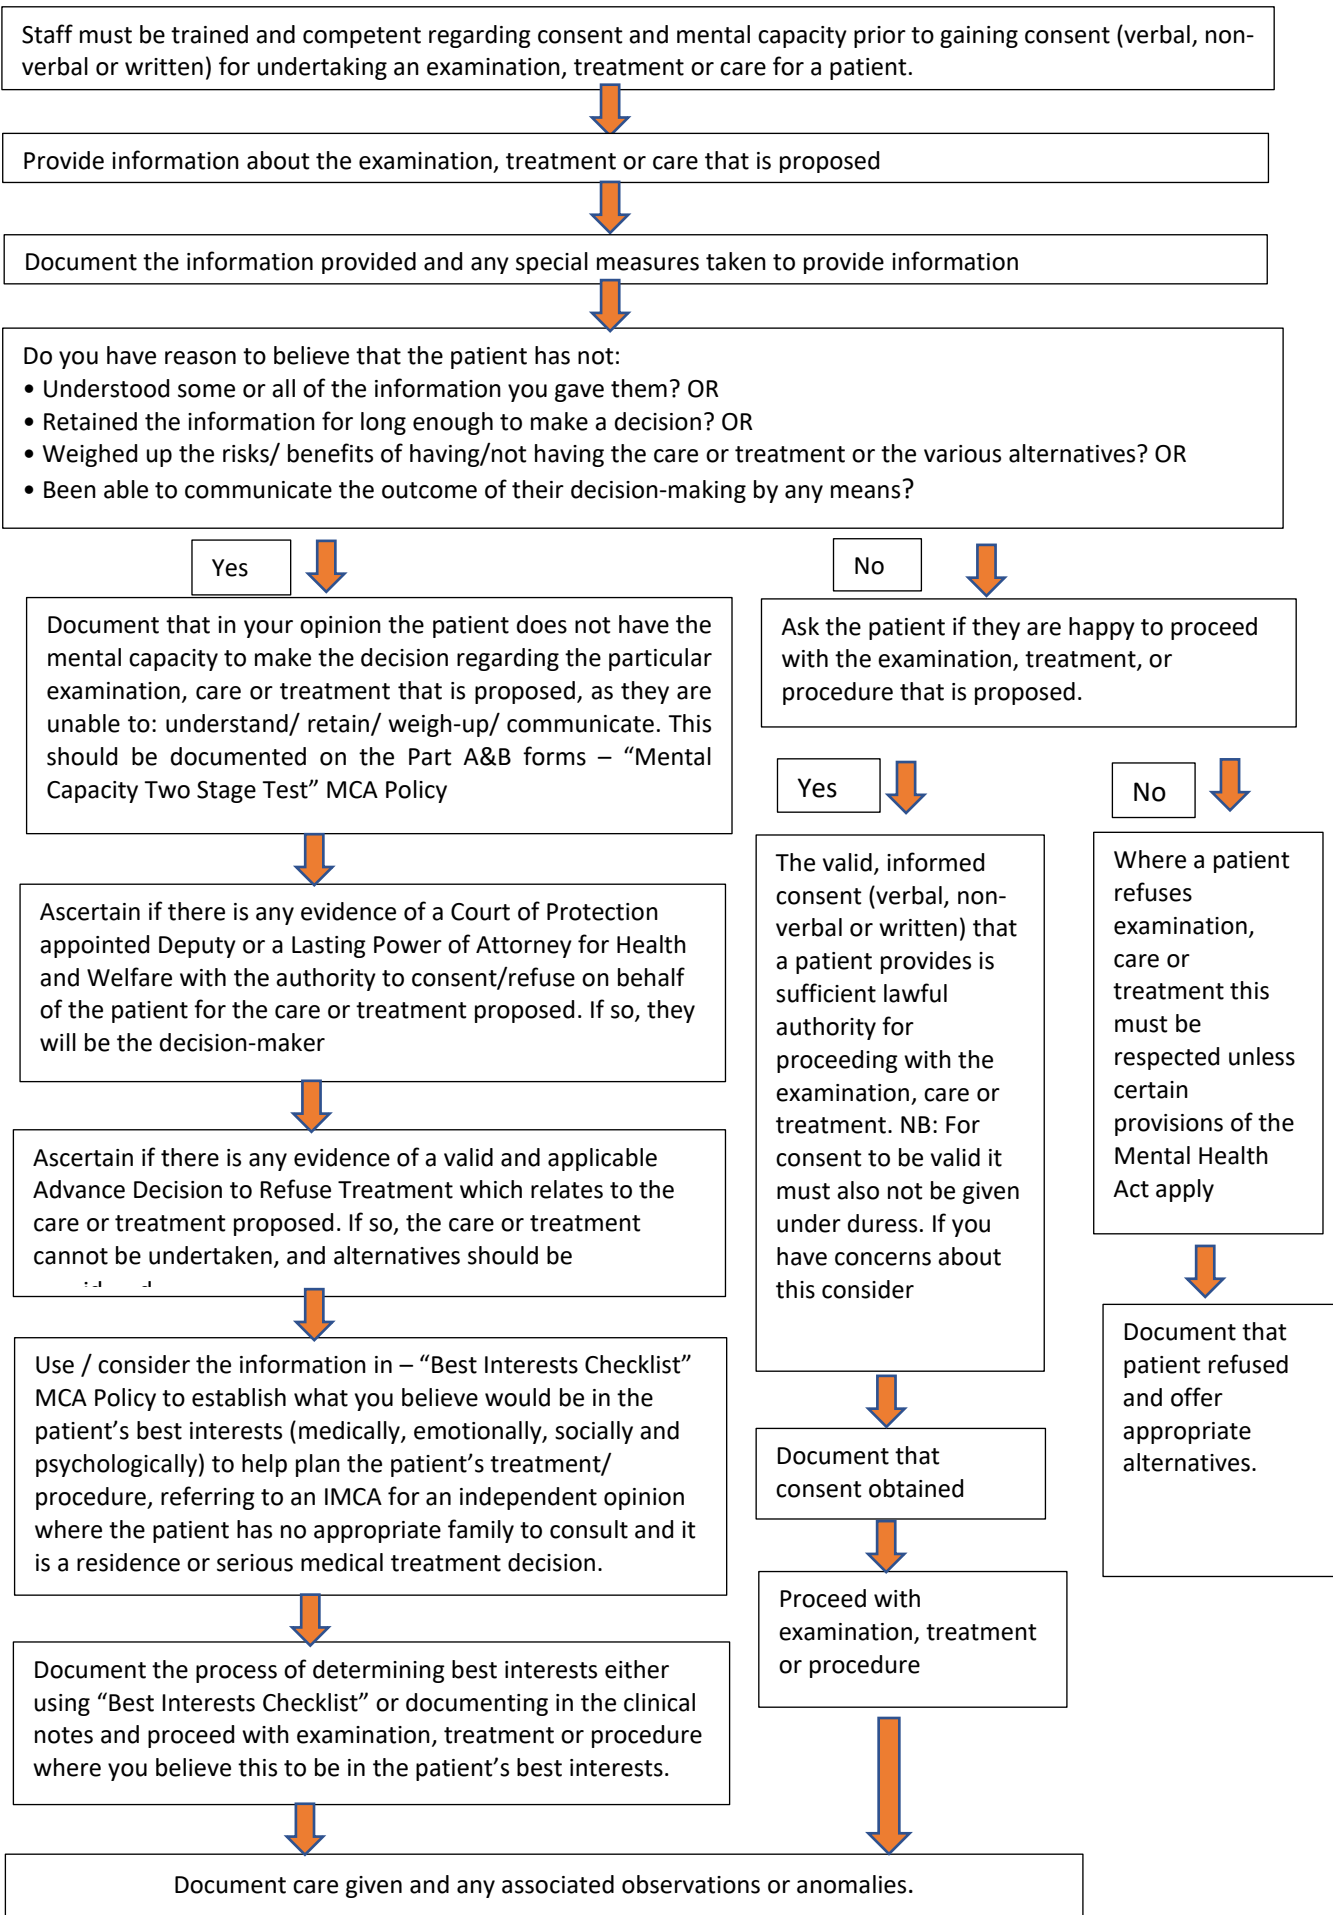 Staff must be trained and competent regarding consent and mental capacity prior to gaining consent (verbal, non-
verbal or written) for undertaking an examination, treatment or care for a patient.
Provide information about the examination, treatment or care that is proposed
Document the information provided and any special measures taken to provide information
Do you have reason to believe that the patient has not:
• Understood some or all of the information you gave them? OR
• Retained the information for long enough to make a decision? OR
• Weighed up the risks/ benefits of having/not having the care or treatment or the various alternatives? OR
• Been able to communicate the outcome of their decision-making by any means?
Yes
Document that in your opinion the patient does not have the
mental capacity to make the decision regarding the particular
examination, care or treatment that is proposed, as they are
unable to: understand/ retain/ weigh-up/ communicate. This
should be documented on the Part A&B forms – “Mental
Capacity Two Stage Test” MCA Policy
Ascertain if there is any evidence of a Court of Protection
appointed Deputy or a Lasting Power of Attorney for Health
and Welfare with the authority to consent/refuse on behalf
of the patient for the care or treatment proposed. If so, they
will be the decision-maker
Ascertain if there is any evidence of a valid and applicable
Advance Decision to Refuse Treatment which relates to the
care or treatment proposed. If so, the care or treatment
cannot be undertaken, and alternatives should be
Use / consider the information in – “Best Interests Checklist”
MCA Policy to establish what you believe would be in the
patient’s best interests (medically, emotionally, socially and
psychologically) to help plan the patient’s treatment/
procedure, referring to an IMCA for an independent opinion
where the patient has no appropriate family to consult and it
is a residence or serious medical treatment decision.
Document the process of determining best interests either
using “Best Interests Checklist” or documenting in the clinical
notes and proceed with examination, treatment or procedure
where you believe this to be in the patient’s best interests.
No
Ask the patient if they are happy to proceed
with the examination, treatment, or
procedure that is proposed.
Yes
The valid, informed
consent (verbal, non-
verbal or written) that
a patient provides is
sufficient lawful
authority for
proceeding with the
examination, care or
treatment. NB: For
consent to be valid it
must also not be given
under duress. If you
have concerns about
this consider
Document that
consent obtained
Proceed with
examination, treatment
or procedure
No
Where a patient
refuses
examination,
care or
treatment this
must be
respected unless
certain
provisions of the
Mental Health
Act apply
Document that
patient refused
and offer
appropriate
alternatives.
Document care given and any associated observations or anomalies.